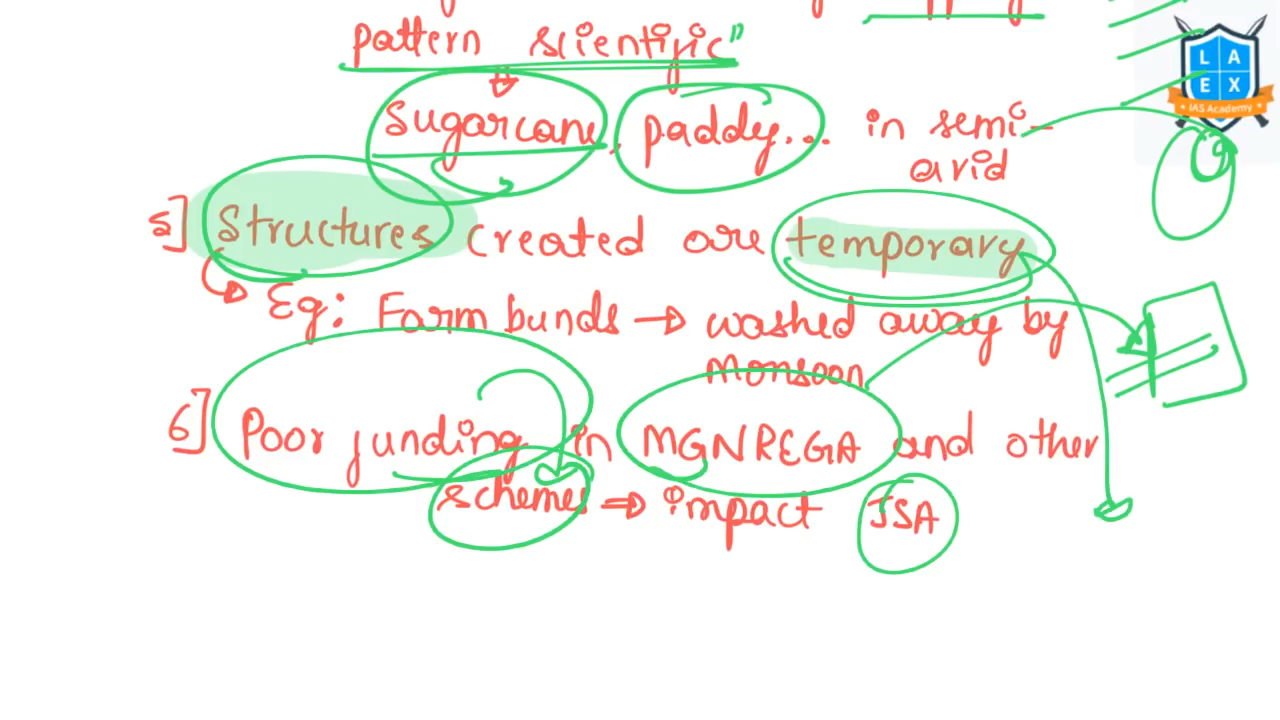 pattern scientific"
Sugarcane, paddy... in semi-
arid
5] Structures created are temporary
Eg: Farm bunds → washed away by
Monsoon
6] Poor funding in MGNREGA and other
schemes ⇒ impact JSA
L A
E X
IAS Academy